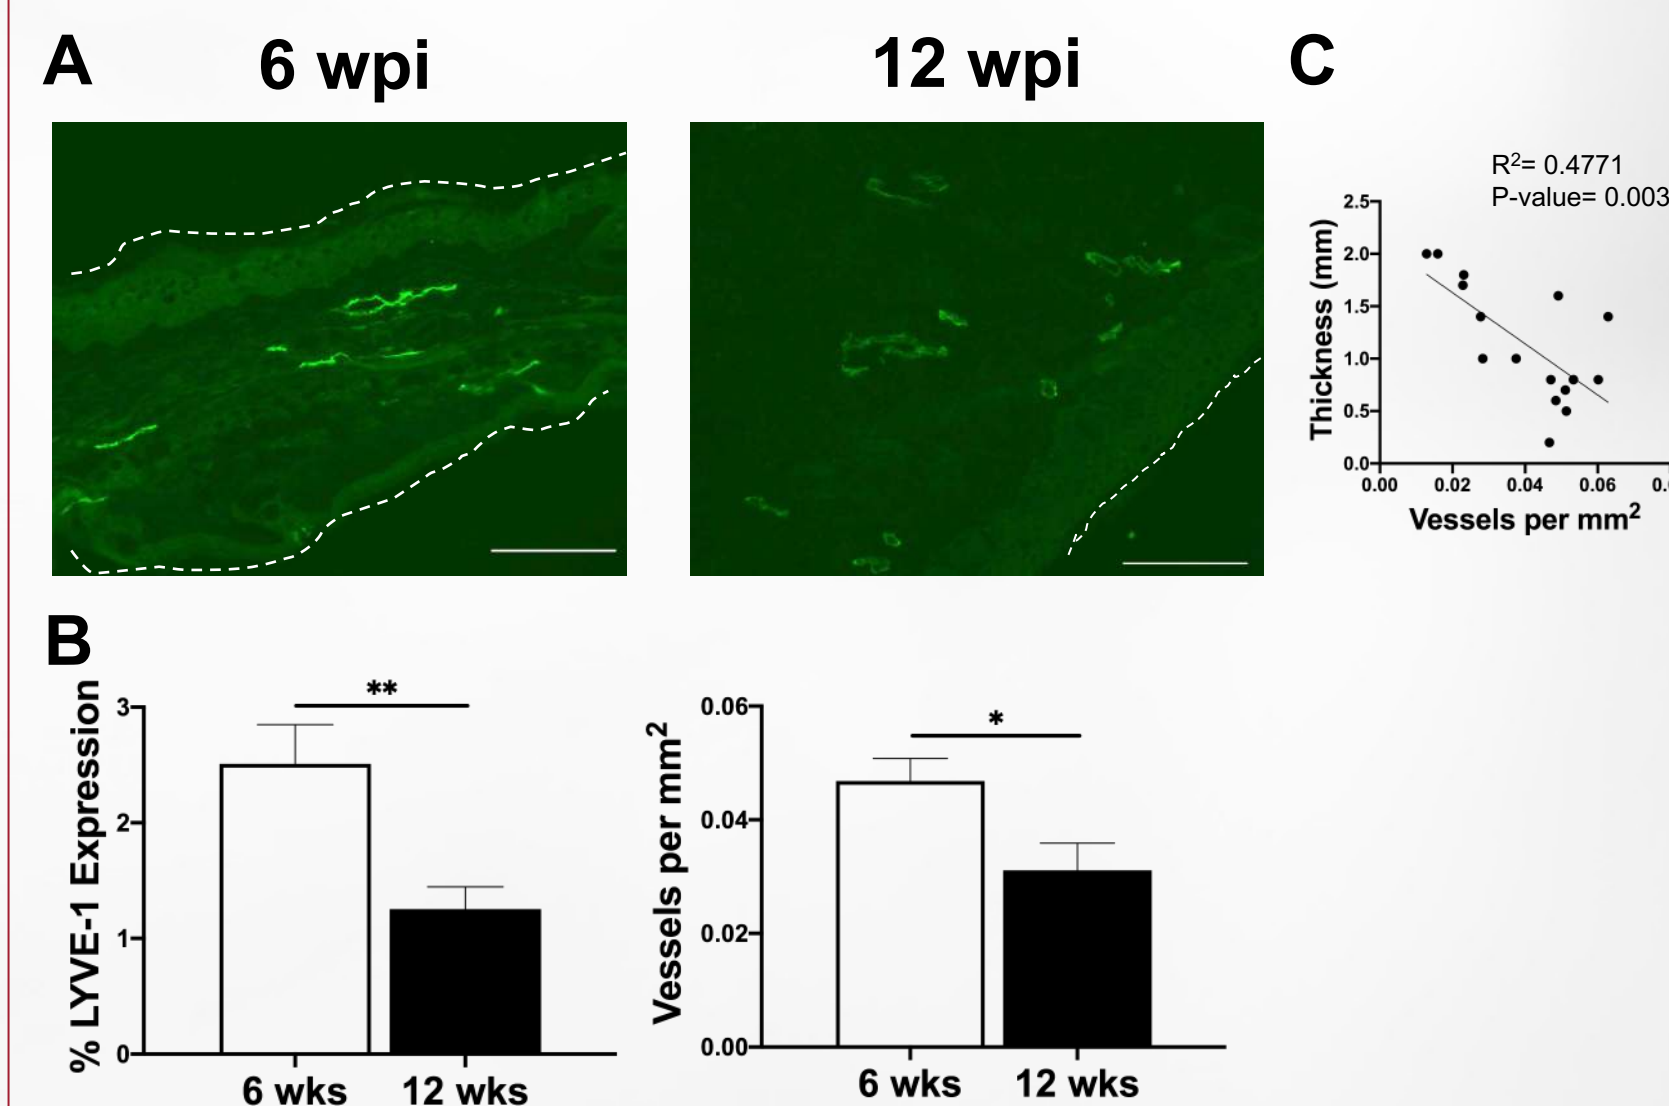 A
6 wpi
12 wpi
C
R²= 0.4771
P-value= 0.003
2.5
2.0
1.5
1.0
0.5
0.0
Thickness (mm)
0.00 0.02 0.04 0.06
Vessels per mm²
B
**
3
2
1
0
% LYVE-1 Expression
6 wks 12 wks
*
0.06
0.04
0.02
0.00
Vessels per mm²
6 wks 12 wks